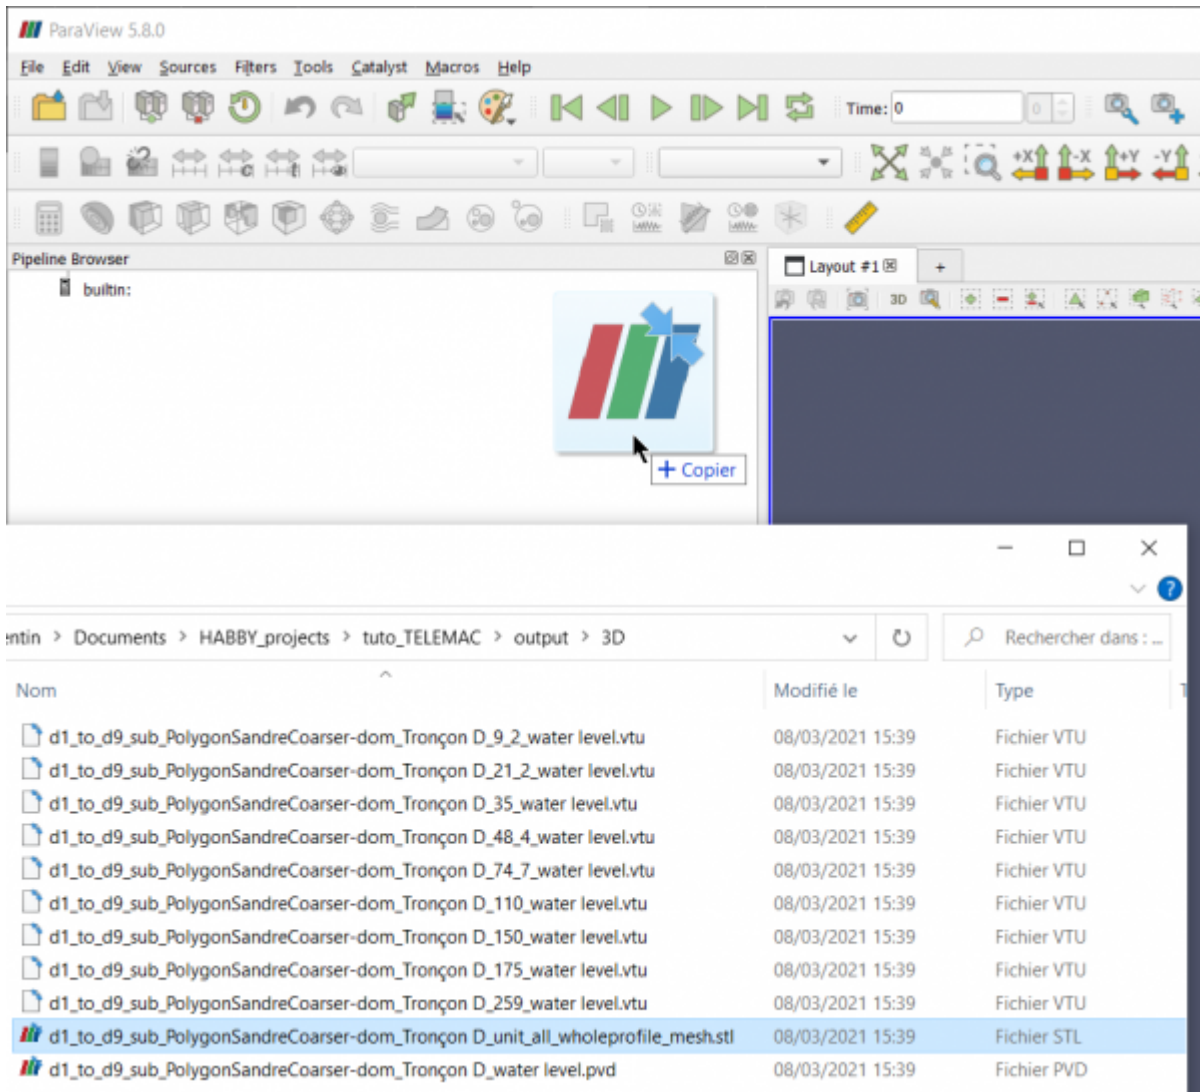 ParaView 5.8.0
File Edit View Sources Filters Tools Catalyst Macros Help
Time: 0 0
+X -X +Y -Y
Pipeline Browser
Layout #1 +
builtin:
3D
+ Copier
entin > Documents > HABBY_projects > tuto_TELEMAC > output > 3D
Rechercher dans : ...
Nom Modifié le Type T
d1_to_d9_sub_PolygonSandreCoarser-dom_Tronçon D_9_2_water level.vtu 08/03/2021 15:39 Fichier VTU
d1_to_d9_sub_PolygonSandreCoarser-dom_Tronçon D_21_2_water level.vtu 08/03/2021 15:39 Fichier VTU
d1_to_d9_sub_PolygonSandreCoarser-dom_Tronçon D_35_water level.vtu 08/03/2021 15:39 Fichier VTU
d1_to_d9_sub_PolygonSandreCoarser-dom_Tronçon D_48_4_water level.vtu 08/03/2021 15:39 Fichier VTU
d1_to_d9_sub_PolygonSandreCoarser-dom_Tronçon D_74_7_water level.vtu 08/03/2021 15:39 Fichier VTU
d1_to_d9_sub_PolygonSandreCoarser-dom_Tronçon D_110_water level.vtu 08/03/2021 15:39 Fichier VTU
d1_to_d9_sub_PolygonSandreCoarser-dom_Tronçon D_150_water level.vtu 08/03/2021 15:39 Fichier VTU
d1_to_d9_sub_PolygonSandreCoarser-dom_Tronçon D_175_water level.vtu 08/03/2021 15:39 Fichier VTU
d1_to_d9_sub_PolygonSandreCoarser-dom_Tronçon D_259_water level.vtu 08/03/2021 15:39 Fichier VTU
d1_to_d9_sub_PolygonSandreCoarser-dom_Tronçon D_unit_all_wholeprofile_mesh.stl 08/03/2021 15:39 Fichier STL
d1_to_d9_sub_PolygonSandreCoarser-dom_Tronçon D_water level.pvd 08/03/2021 15:39 Fichier PVD